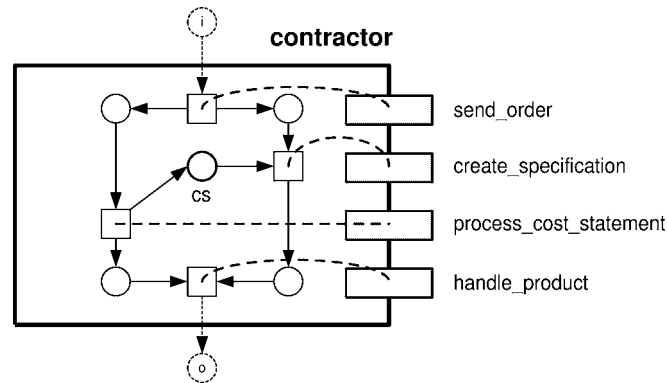 i
contractor
send_order
create_specification
cs
process_cost_statement
handle_product
o